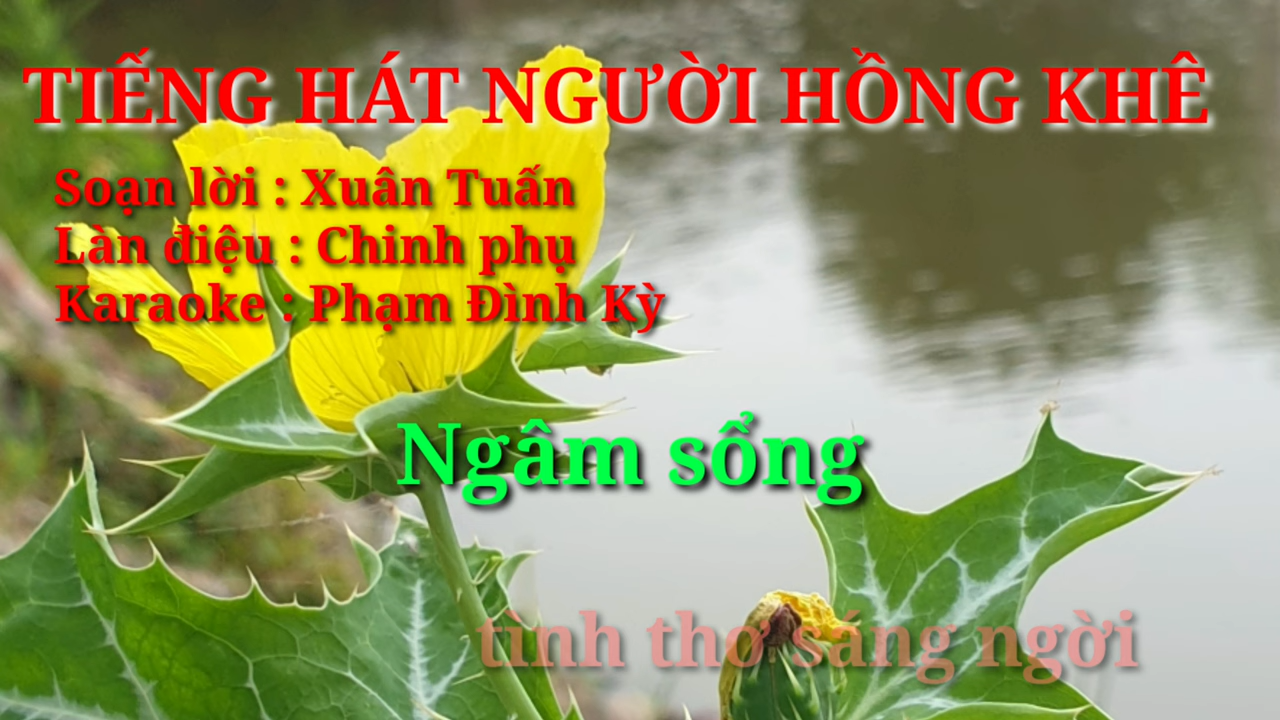 TIẾNG HÁT NGƯỜI HỒNG KHÊ
Soạn lời : Xuân Tuấn
Làn điệu : Chinh phụ
Karaoke : Phạm Đình Kỳ
Ngâm sổng
tình thơ sáng ngời